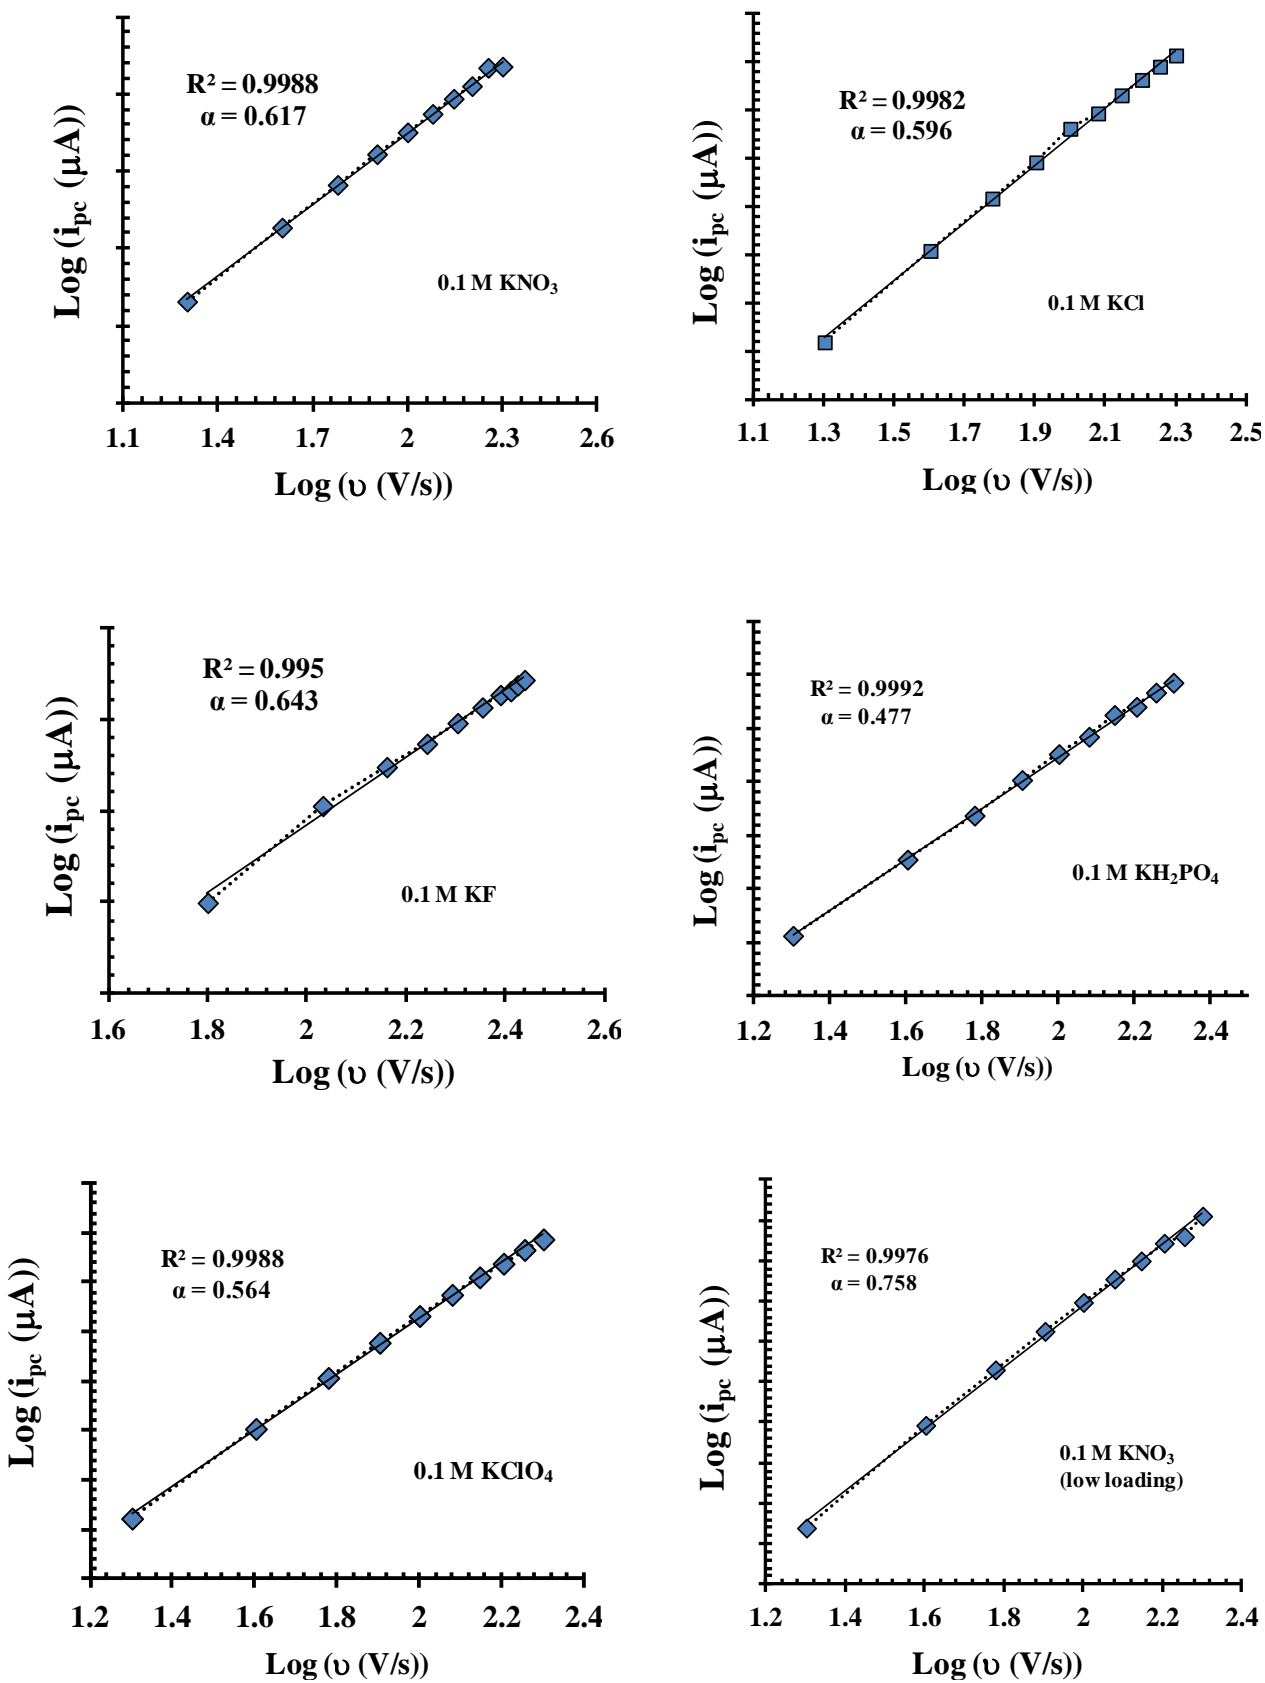 R² = 0.9988
α = 0.617
Log (i_pc (µA))
0.1 M KNO₃
1.1 1.4 1.7 2 2.3 2.6
Log (υ (V/s))
R² = 0.9982
α = 0.596
Log (i_pc (µA))
0.1 M KCl
1.1 1.3 1.5 1.7 1.9 2.1 2.3 2.5
Log (υ (V/s))
R² = 0.995
α = 0.643
Log (i_pc (µA))
0.1 M KF
1.6 1.8 2 2.2 2.4 2.6
Log (υ (V/s))
R² = 0.9992
α = 0.477
Log (i_pc (µA))
0.1 M KH₂PO₄
1.2 1.4 1.6 1.8 2 2.2 2.4
Log (υ (V/s))
R² = 0.9988
α = 0.564
Log (i_pc (µA))
0.1 M KClO₄
1.2 1.4 1.6 1.8 2 2.2 2.4
Log (υ (V/s))
R² = 0.9976
α = 0.758
Log (i_pc (µA))
0.1 M KNO₃
(low loading)
1.2 1.4 1.6 1.8 2 2.2 2.4
Log (υ (V/s))